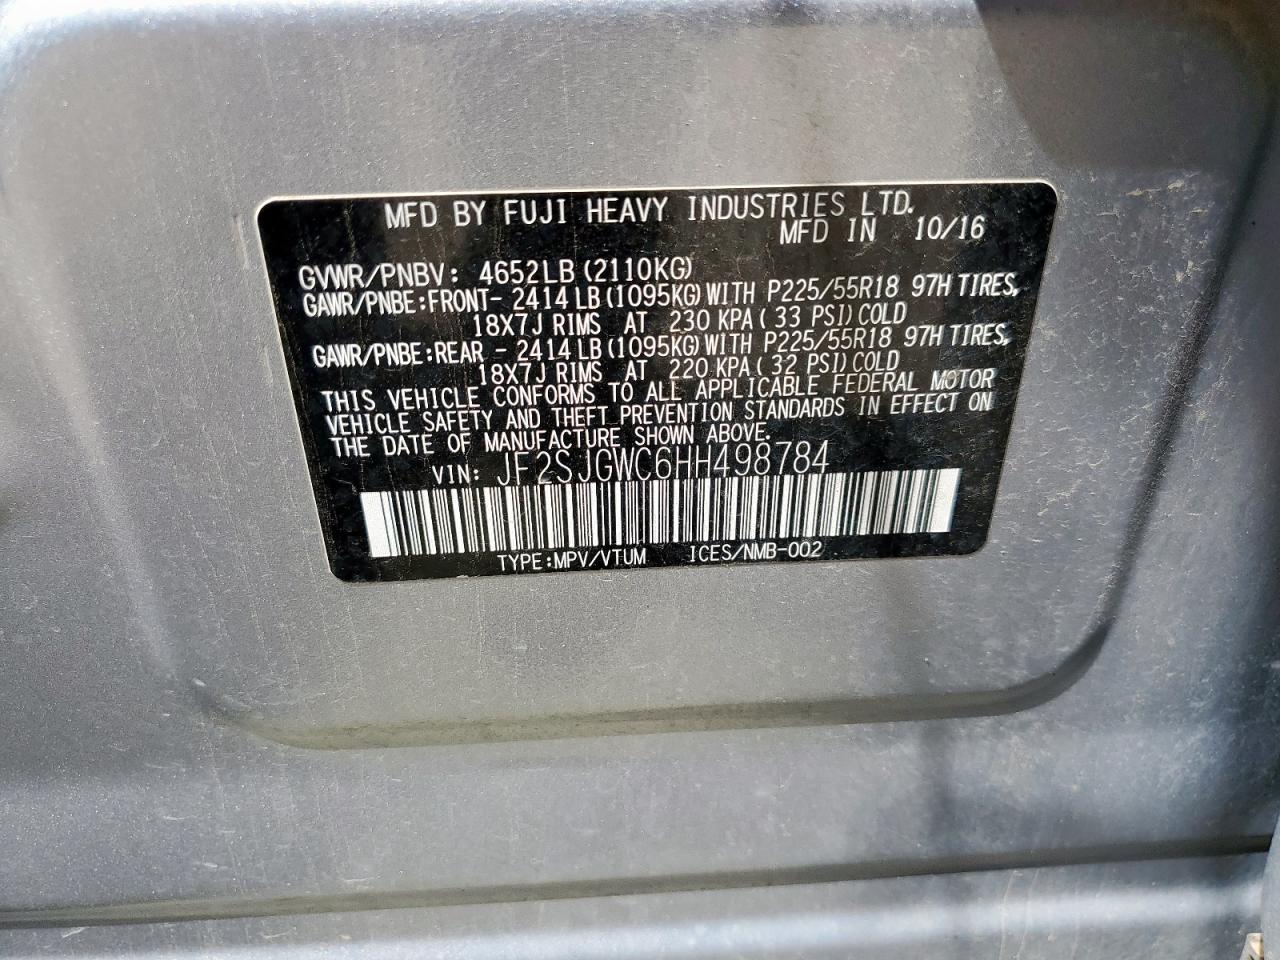 MFD BY FUJI HEAVY INDUSTRIES LTD.
MFD IN 10/16
GVWR/PNBV: 4652LB(2110KG)
GAWR/PNBE:FRONT- 2414LB(1095KG)WITH P225/55R18 97H TIRES,
18X7J RIMS AT 230 KPA(33 PSI)COLD
GAWR/PNBE:REAR - 2414LB(1095KG)WITH P225/55R18 97H TIRES,
18X7J RIMS AT 220 KPA(32 PSI)COLD
THIS VEHICLE CONFORMS TO ALL APPLICABLE FEDERAL MOTOR
VEHICLE SAFETY AND THEFT PREVENTION STANDARDS IN EFFECT ON
THE DATE OF MANUFACTURE SHOWN ABOVE.
VIN: JF2SJGWC6HH498784
TYPE:MPV/VTUM ICES/NMB-002